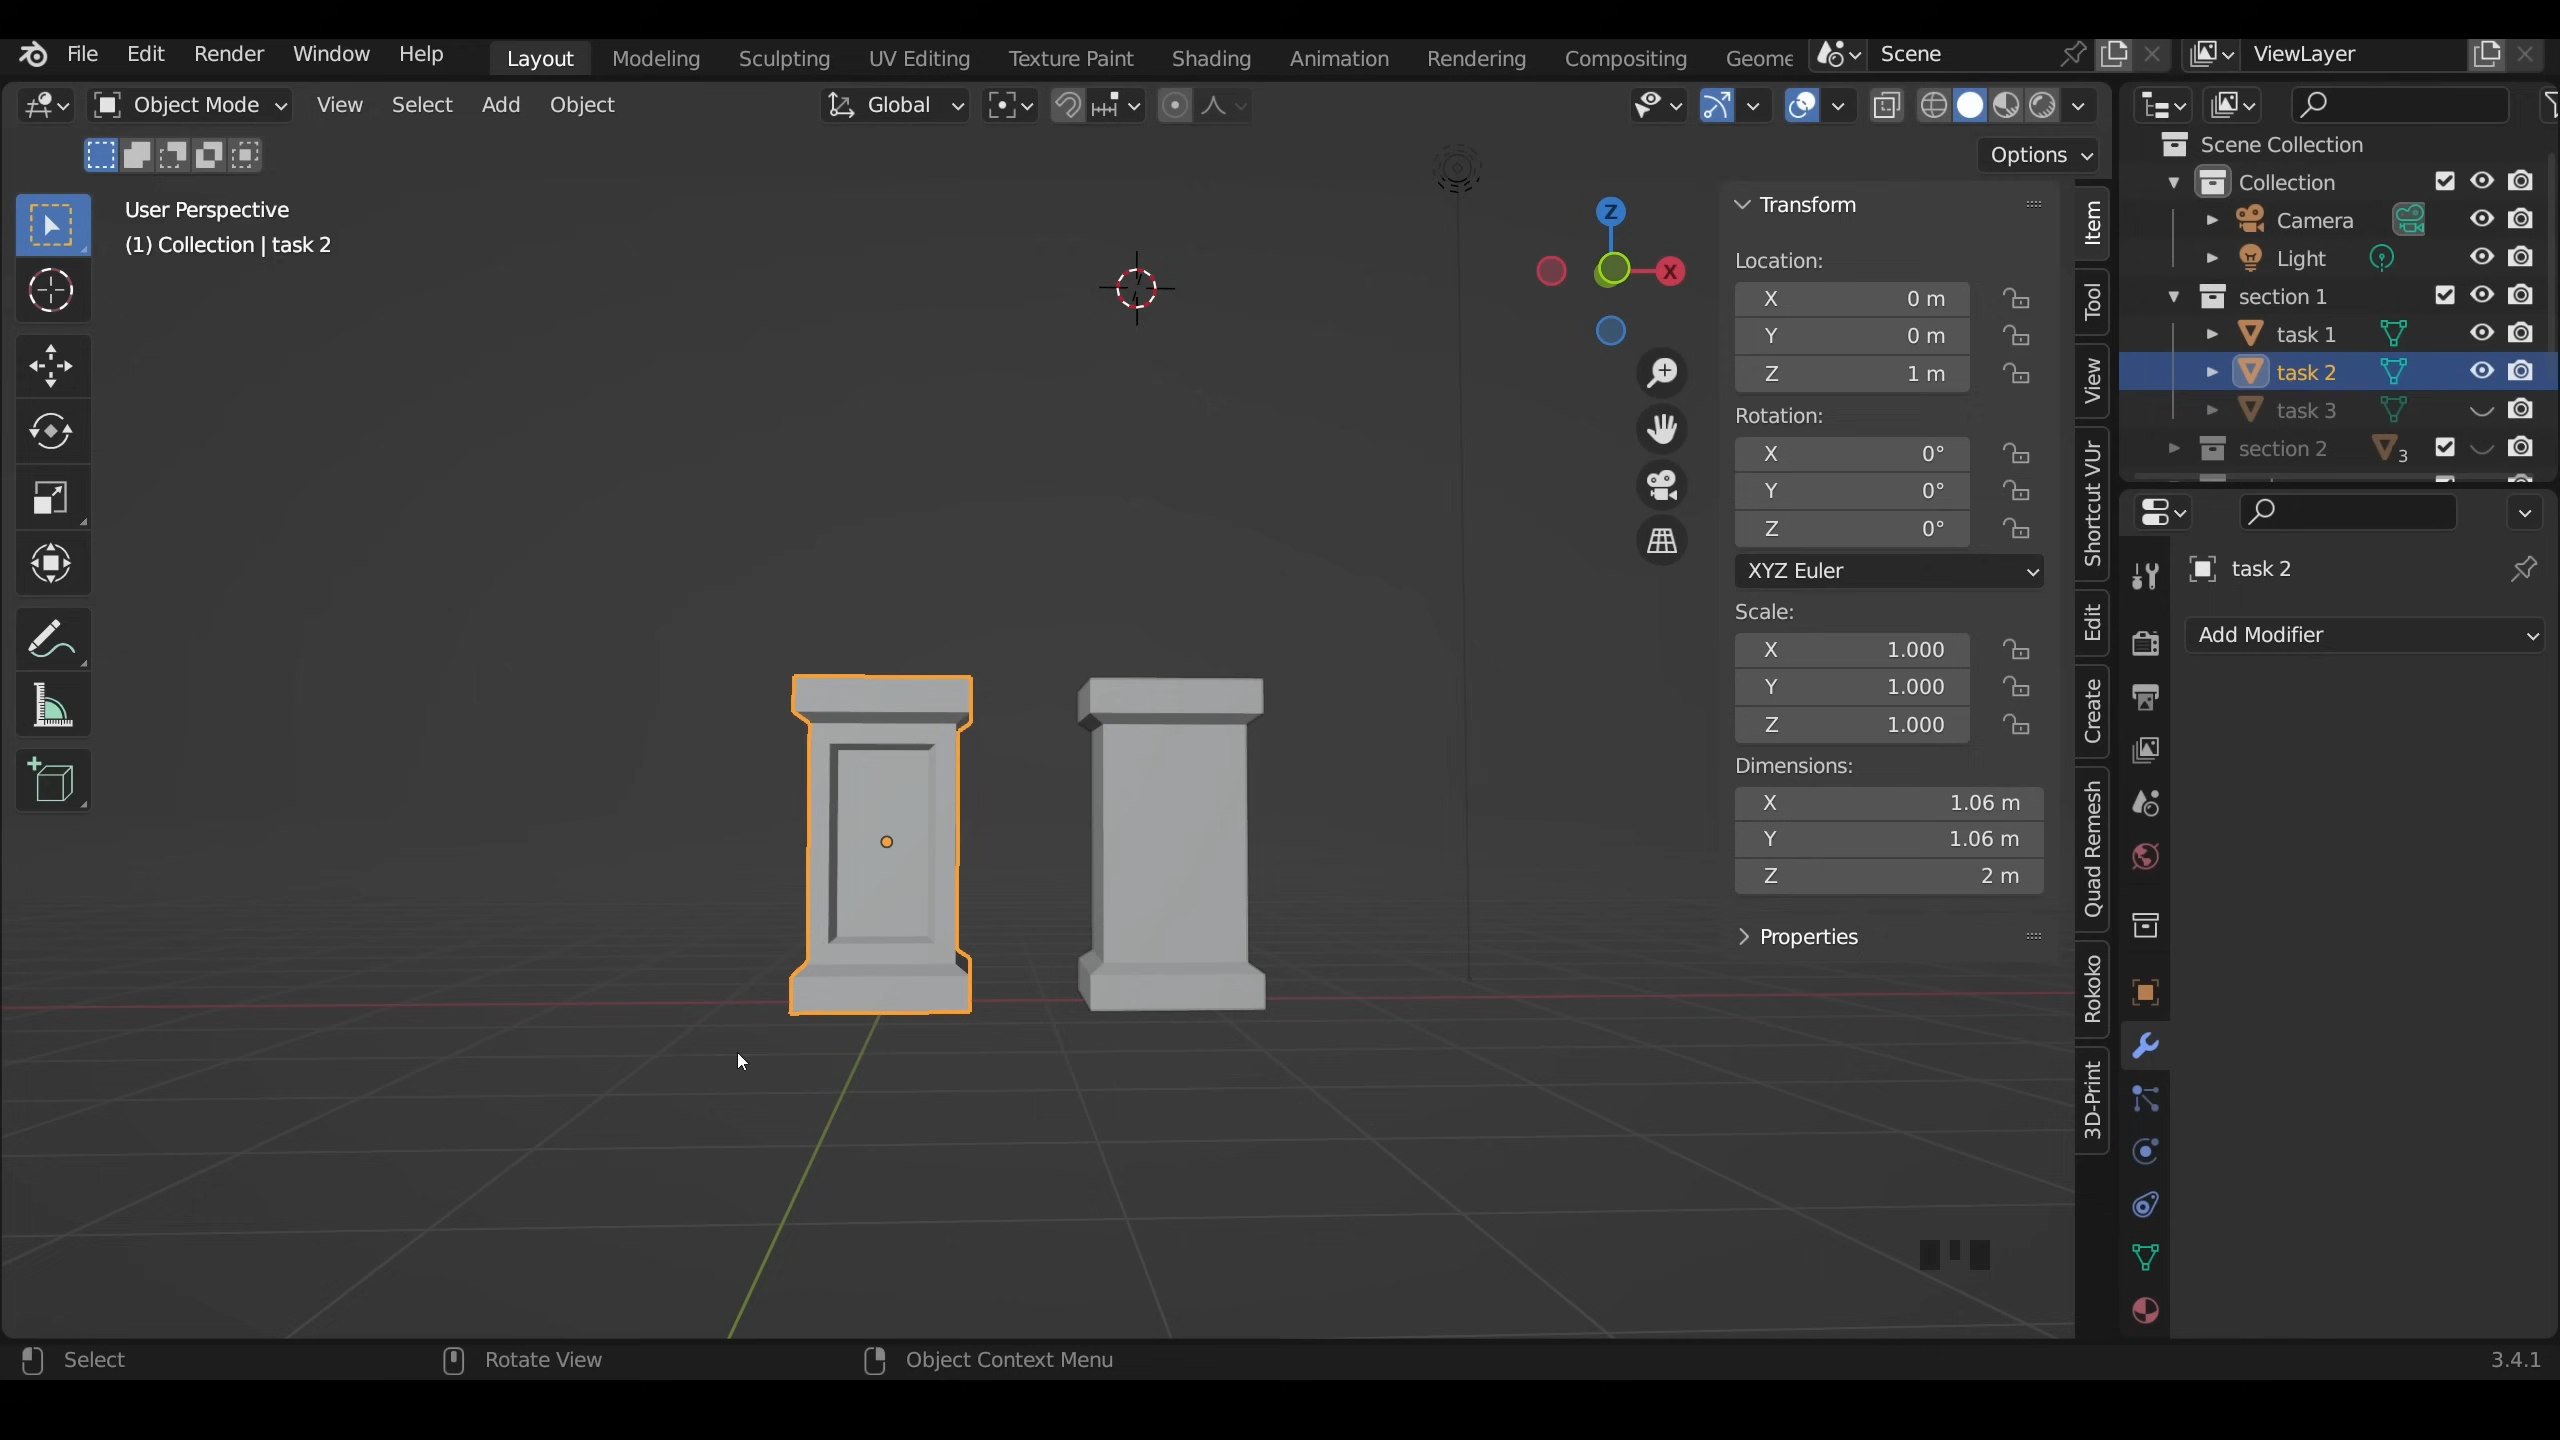 File Edit Render Window Help Layout Modeling Sculpting UV Editing Texture Paint Shading Animation Rendering Compositing Geome Scene ViewLayer
Object Mode View Select Add Object Global
Options
User Perspective
(1) Collection | task 2
Z
X
Transform
Location:
X 0 m
Y 0 m
Z 1 m
Rotation:
X 0°
Y 0°
Z 0°
XYZ Euler
Scale:
X 1.000
Y 1.000
Z 1.000
Dimensions:
X 1.06 m
Y 1.06 m
Z 2 m
Properties
Item
Tool
View
Shortcut VUr
Edit
Create
Quad Remesh
Rokoko
3D-Print
Scene Collection
Collection
Camera
Light
section 1
task 1
task 2
task 3
section 2 3
task 2
Add Modifier
Select Rotate View Object Context Menu 3.4.1